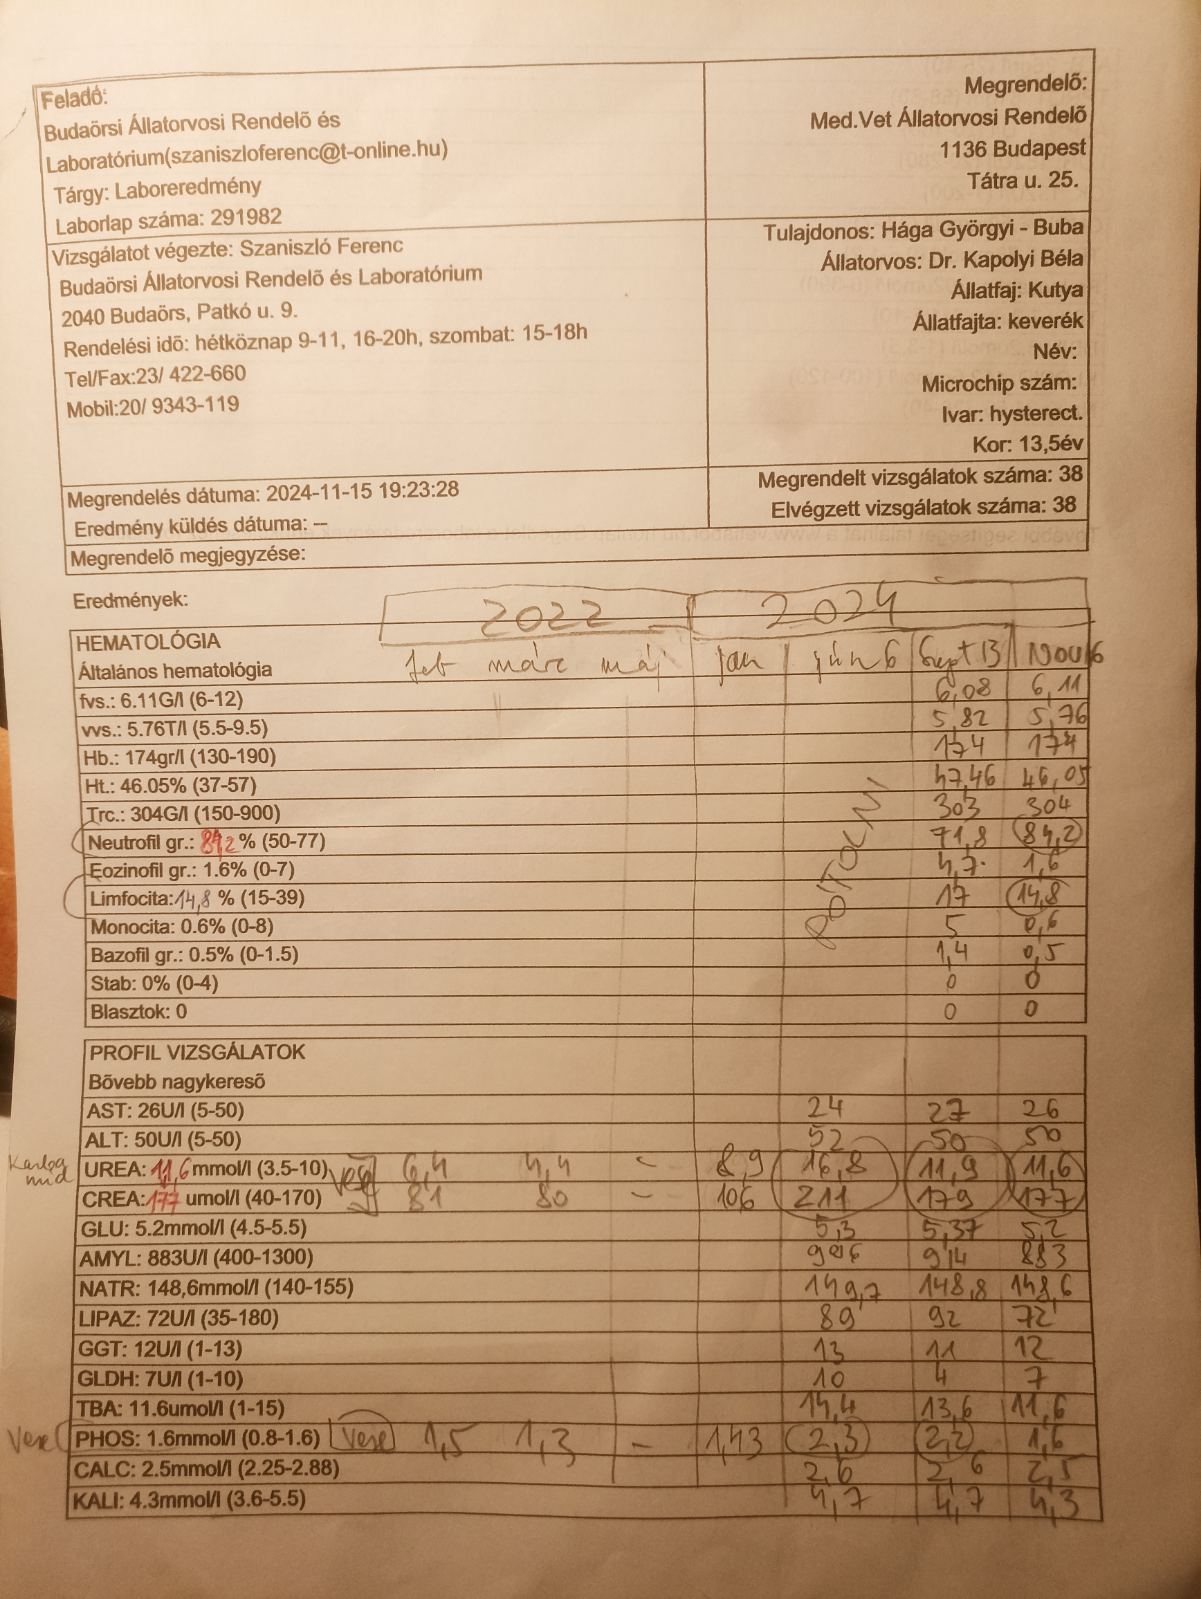 Feladó:
Budaörsi Állatorvosi Rendelõ és
Laboratórium(szaniszloferenc@t-online.hu)
Tárgy: Laboreredmény
Laborlap száma: 291982
Megrendelõ:
Med.Vet Állatorvosi Rendelõ
1136 Budapest
Tátra u. 25.
Vizsgálatot végezte: Szaniszló Ferenc
Budaörsi Állatorvosi Rendelõ és Laboratórium
2040 Budaörs, Patkó u. 9.
Rendelési idõ: hétköznap 9-11, 16-20h, szombat: 15-18h
Tel/Fax:23/ 422-660
Mobil:20/ 9343-119
Tulajdonos: Hága Györgyi - Buba
Állatorvos: Dr. Kapolyi Béla
Állatfaj: Kutya
Állatfajta: keverék
Név:
Microchip szám:
Ivar: hysterect.
Kor: 13,5év
Megrendelés dátuma: 2024-11-15 19:23:28
Eredmény küldés dátuma: --
Megrendelt vizsgálatok száma: 38
Elvégzett vizsgálatok száma: 38
Megrendelõ megjegyzése:
Eredmények: 2022 2024
HEMATOLÓGIA
Általános hematológia feb márc máj jan jún 6 Szept 13 Nov 16
fvs.: 6.11G/l (6-12) 6,08 6,11
vvs.: 5.76T/l (5.5-9.5) 5,82 5,76
Hb.: 174gr/l (130-190) 174 174
Ht.: 46.05% (37-57) 47,46 46,05
Trc.: 304G/l (150-900) 303 304
Neutrofil gr.: 84,2% (50-77) 71,8 84,2
Eozinofil gr.: 1.6% (0-7) 4,7 1,6
Limfocita: 14,8 % (15-39) 17 14,8
Monocita: 0.6% (0-8) 5 0,6
Bazofil gr.: 0.5% (0-1.5) 1,4 0,5
Stab: 0% (0-4) 0 0
Blasztok: 0 0 0
PÓTOLNI
PROFIL VIZSGÁLATOK
Bõvebb nagykeresõ
AST: 26U/l (5-50) 24 27 26
ALT: 50U/l (5-50) 52 50 50
UREA: 11,6 mmol/l (3.5-10) 6,4 4,4 - 8,9 16,8 11,9 11,6
CREA: 177 umol/l (40-170) 81 80 - 106 211 179 177
GLU: 5.2mmol/l (4.5-5.5) 5,3 5,37 5,2
AMYL: 883U/l (400-1300) 914 883
NATR: 148,6mmol/l (140-155) 149,7 148,8 148,6
LIPAZ: 72U/l (35-180) 89 92 72
GGT: 12U/l (1-13) 13 11 12
GLDH: 7U/l (1-10) 10 4 7
TBA: 11.6umol/l (1-15) 14,4 13,6 11,6
Vese PHOS: 1.6mmol/l (0.8-1.6) Vese 1,5 1,3 - 1,43 2,3 2,2 1,6
CALC: 2.5mmol/l (2.25-2.88) 2,6 2,6 2,5
KALI: 4.3mmol/l (3.6-5.5) 4,7 4,7 4,3